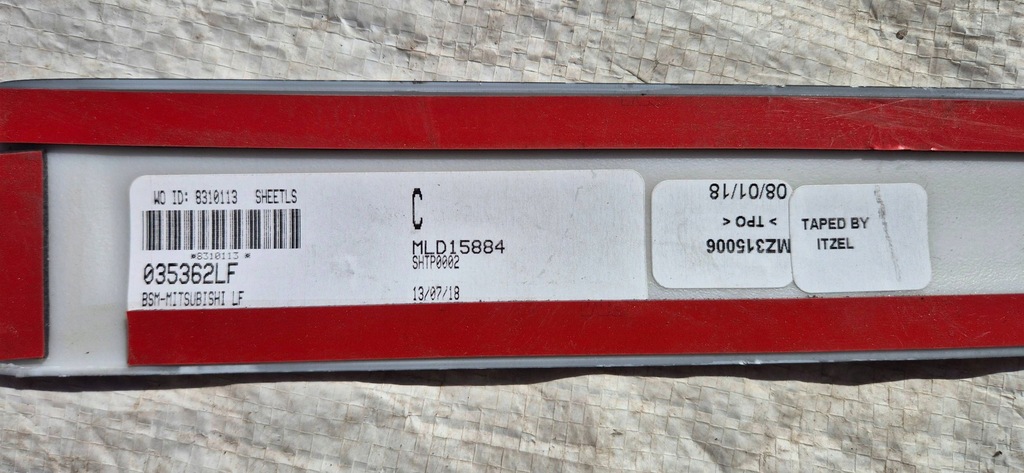 WO ID: 8310113 SHEETLS
*8310113 *
035362LF
BSM-MITSUBISHI LF
C
MLD15884
SHTP0002
13/07/18
MZ315006
> TPO <
08/01/18
TAPED BY
ITZEL